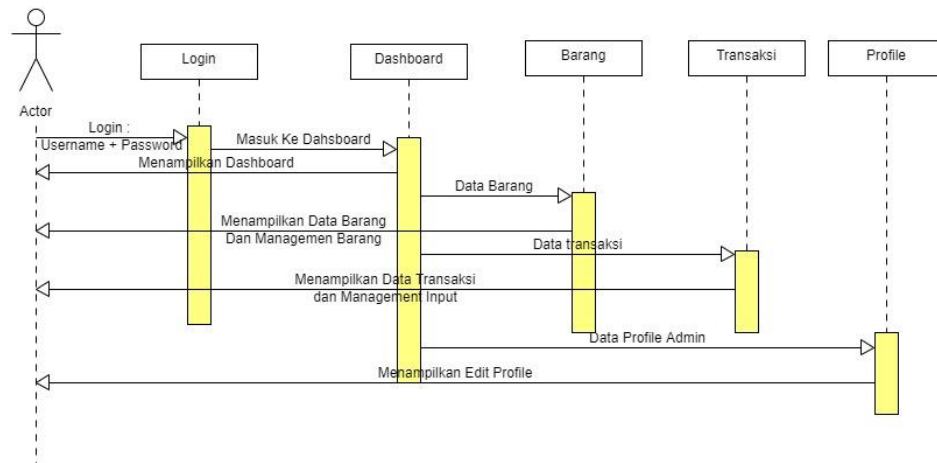 Login
Dashboard
Barang
Transaksi
Profile
Actor
Login :
Username + Password
Masuk Ke Dahsboard
Menampilkan Dashboard
Data Barang
Menampilkan Data Barang
Dan Managemen Barang
Data transaksi
Menampilkan Data Transaksi
dan Management Input
Data Profile Admin
Menampilkan Edit Profile